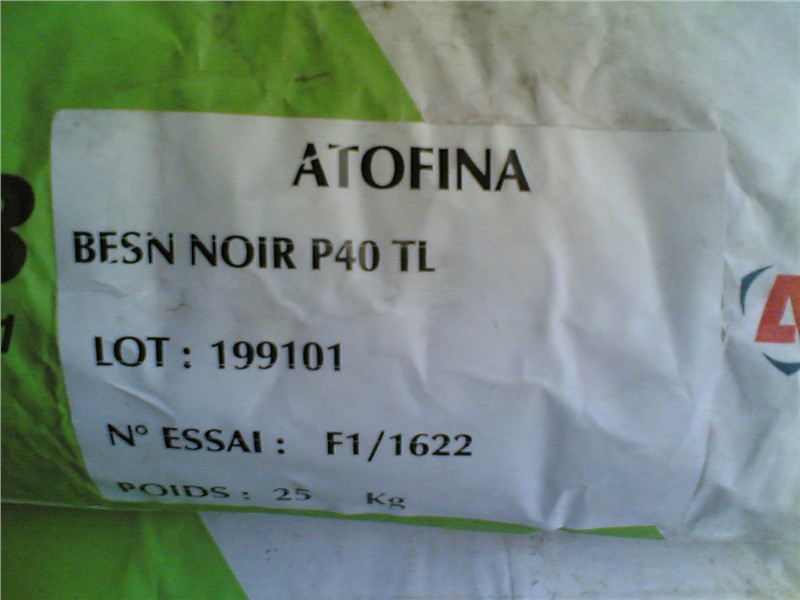 ATOFINA
BESN NOIR P40 TL
LOT : 199101
N° ESSAI : F1/1622
POIDS : 25 Kg